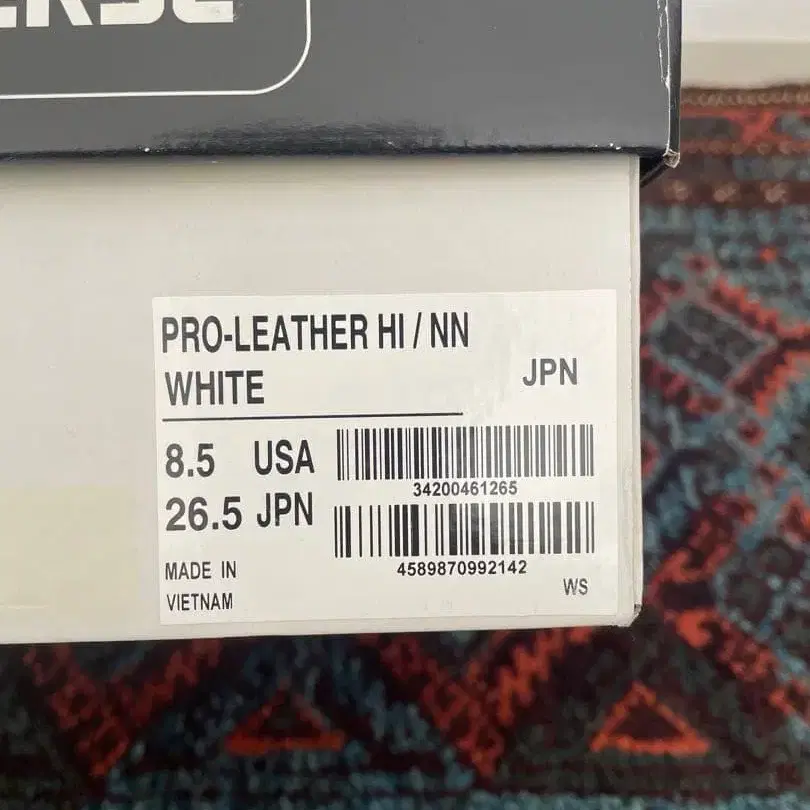 PRO-LEATHER HI / NN
WHITE
JPN
8.5 USA
34200461265
26.5 JPN
4589870992142
MADE IN
VIETNAM
WS